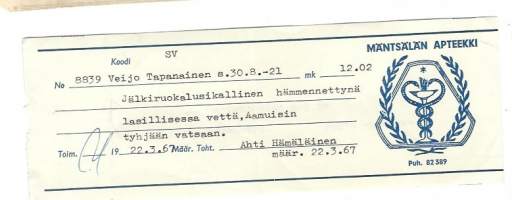 SV
Koodi
No 8839 Veijo Tapanainen s.30.8.-21 mk 12.02
Jälkiruokalusikallinen hämmennettynä
lasillisessa vettä,Aamuisin
tyhjään vatsaan.
Toim. 19 22.3.67 Määr. Toht. Ahti Hämäläinen
määr. 22.3.67
MÄNTSÄLÄN APTEEKKI
Puh. 82 589